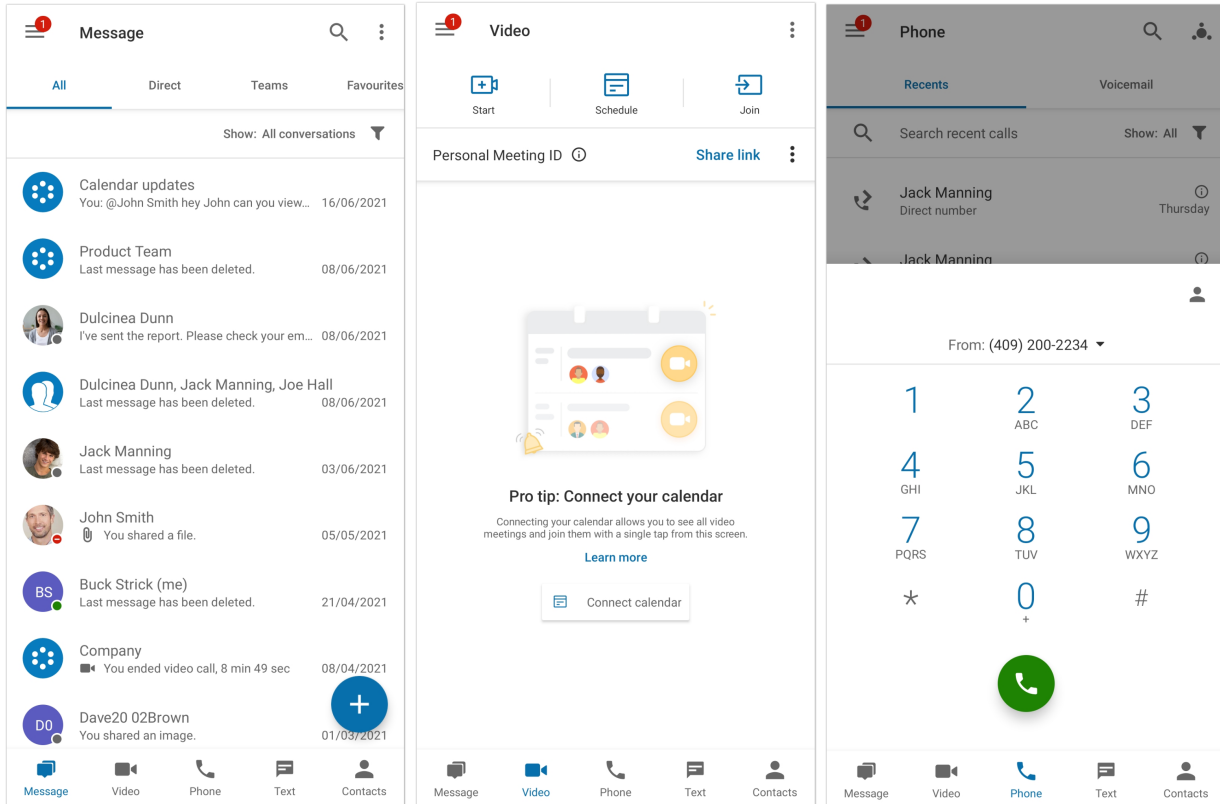 1
Message
All
Direct
Teams
Favourites
Show: All conversations
Calendar updates
You: @John Smith hey John can you view...
16/06/2021
Product Team
Last message has been deleted.
08/06/2021
Dulcinea Dunn
I've sent the report. Please check your em...
08/06/2021
Dulcinea Dunn, Jack Manning, Joe Hall
Last message has been deleted.
08/06/2021
Jack Manning
Last message has been deleted.
03/06/2021
John Smith
You shared a file.
05/05/2021
BS
Buck Strick (me)
Last message has been deleted.
21/04/2021
Company
You ended video call, 8 min 49 sec
08/04/2021
D0
Dave20 02Brown
You shared an image.
01/03/2021
Message
Video
Phone
Text
Contacts
1
Video
Start
Schedule
Join
Personal Meeting ID
Share link
Pro tip: Connect your calendar
Connecting your calendar allows you to see all video
meetings and join them with a single tap from this screen.
Learn more
Connect calendar
Message
Video
Phone
Text
Contacts
1
Phone
Recents
Voicemail
Search recent calls
Show: All
Jack Manning
Direct number
Thursday
Jack Manning
From: (409) 200-2234
1
2
ABC
3
DEF
4
GHI
5
JKL
6
MNO
7
PQRS
8
TUV
9
WXYZ
*
0
+
#
Message
Video
Phone
Text
Contacts